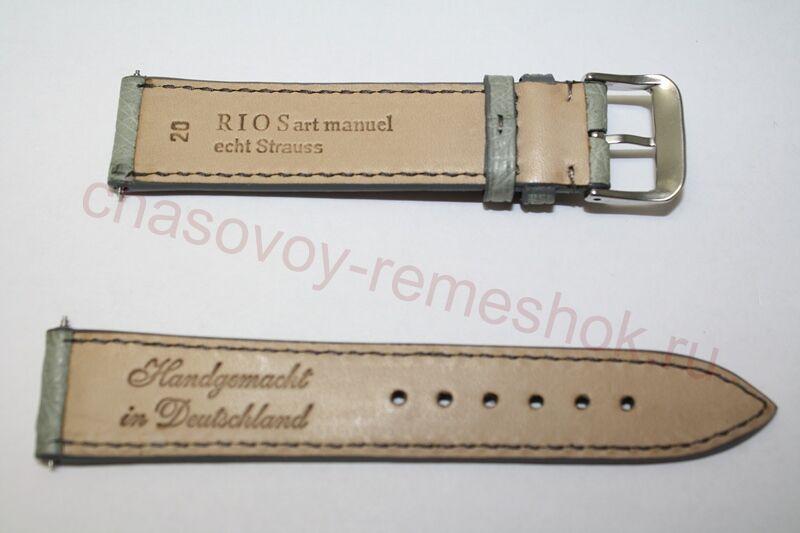 20
RIOS art manuel
echt Strauss
chasovoy-remeshok.ru
Handgemacht
in Deutschland